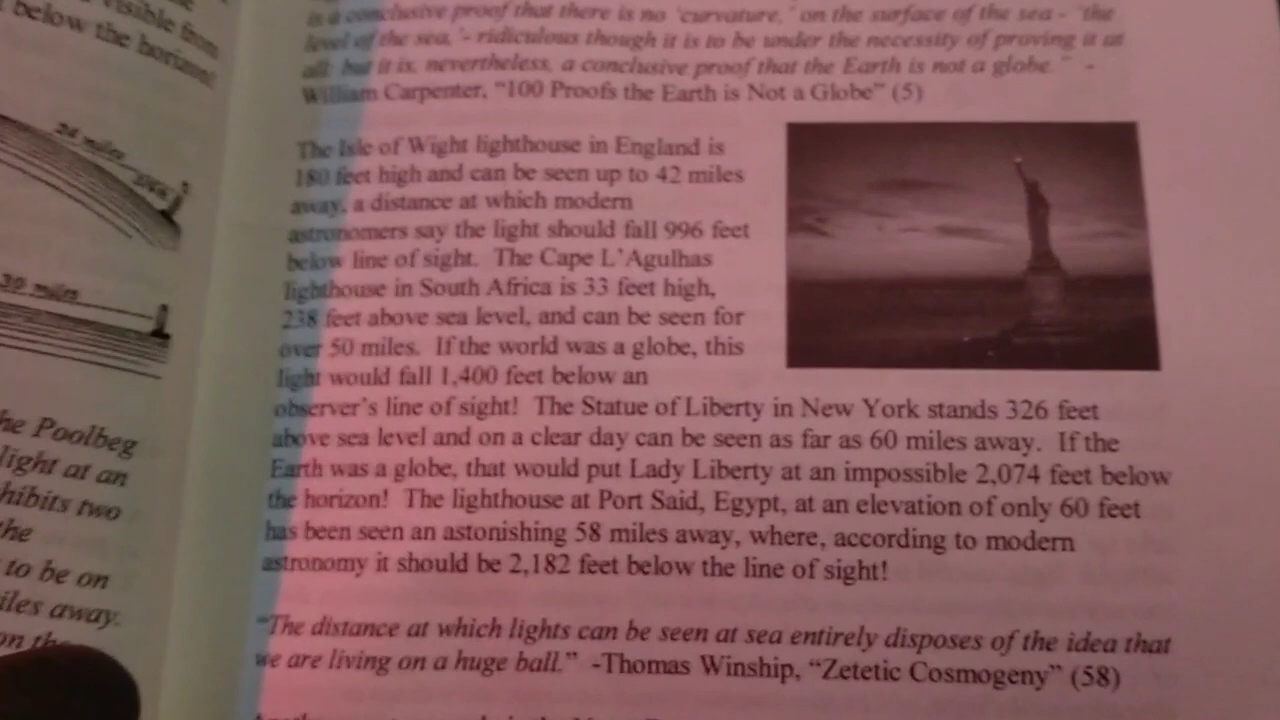 visible from
below the horizon!
24 miles
30 miles
he Poolbeg
light at an
hibits two
the
to be on
iles away.
on the
is a conclusive proof that there is no 'curvature,' on the surface of the sea - 'the
level of the sea,' - ridiculous though it is to be under the necessity of proving it at
all: but it is, nevertheless, a conclusive proof that the Earth is not a globe." -
William Carpenter, "100 Proofs the Earth is Not a Globe" (5)
The Isle of Wight lighthouse in England is
180 feet high and can be seen up to 42 miles
away, a distance at which modern
astronomers say the light should fall 996 feet
below line of sight. The Cape L'Agulhas
lighthouse in South Africa is 33 feet high,
238 feet above sea level, and can be seen for
over 50 miles. If the world was a globe, this
light would fall 1,400 feet below an
observer's line of sight! The Statue of Liberty in New York stands 326 feet
above sea level and on a clear day can be seen as far as 60 miles away. If the
Earth was a globe, that would put Lady Liberty at an impossible 2,074 feet below
the horizon! The lighthouse at Port Said, Egypt, at an elevation of only 60 feet
has been seen an astonishing 58 miles away, where, according to modern
astronomy it should be 2,182 feet below the line of sight!
"The distance at which lights can be seen at sea entirely disposes of the idea that
we are living on a huge ball." -Thomas Winship, "Zetetic Cosmogeny" (58)